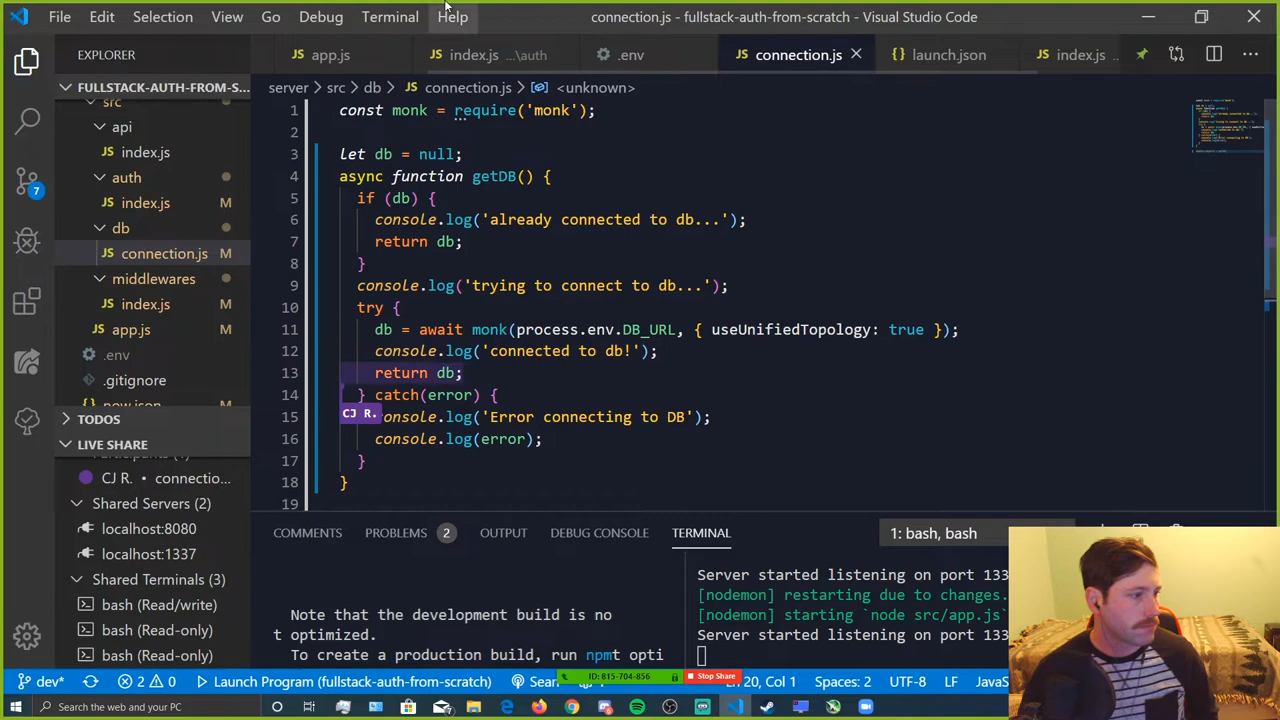 File Edit Selection View Go Debug Terminal Help
connection.js - fullstack-auth-from-scratch - Visual Studio Code
EXPLORER
JS app.js
JS index.js ...\auth
.env
JS connection.js
{} launch.json
JS index.js ..
FULLSTACK-AUTH-FROM-S...
src
api
JS index.js
auth
JS index.js M
db
JS connection.js M
middlewares
JS index.js M
JS app.js M
.env
.gitignore
now.json
TODOS
LIVE SHARE
CJ R. • connectio...
Shared Servers (2)
localhost:8080
localhost:1337
Shared Terminals (3)
bash (Read/write)
bash (Read-only)
bash (Read-only)
7
server > src > db > JS connection.js > <unknown>
1 const monk = require('monk');
2
3 let db = null;
4 async function getDB() {
5 if (db) {
6 console.log('already connected to db...');
7 return db;
8 }
9 console.log('trying to connect to db...');
10 try {
11 db = await monk(process.env.DB_URL, { useUnifiedTopology: true });
12 console.log('connected to db!');
13 return db;
14 } catch(error) {
CJ R.
15 console.log('Error connecting to DB');
16 console.log(error);
17 }
18 }
19
COMMENTS PROBLEMS 2 OUTPUT DEBUG CONSOLE TERMINAL
1: bash, bash
Note that the development build is no
t optimized.
To create a production build, run npm
Server started listening on port 133
[nodemon] restarting due to changes.
[nodemon] starting `node src/app.js`
Server started listening on port 133
dev* 2 0 Launch Program (fullstack-auth-from-scratch)
ID: 815-704-856 Stop Share
Ln 20, Col 1 Spaces: 2 UTF-8 LF
Type here to search